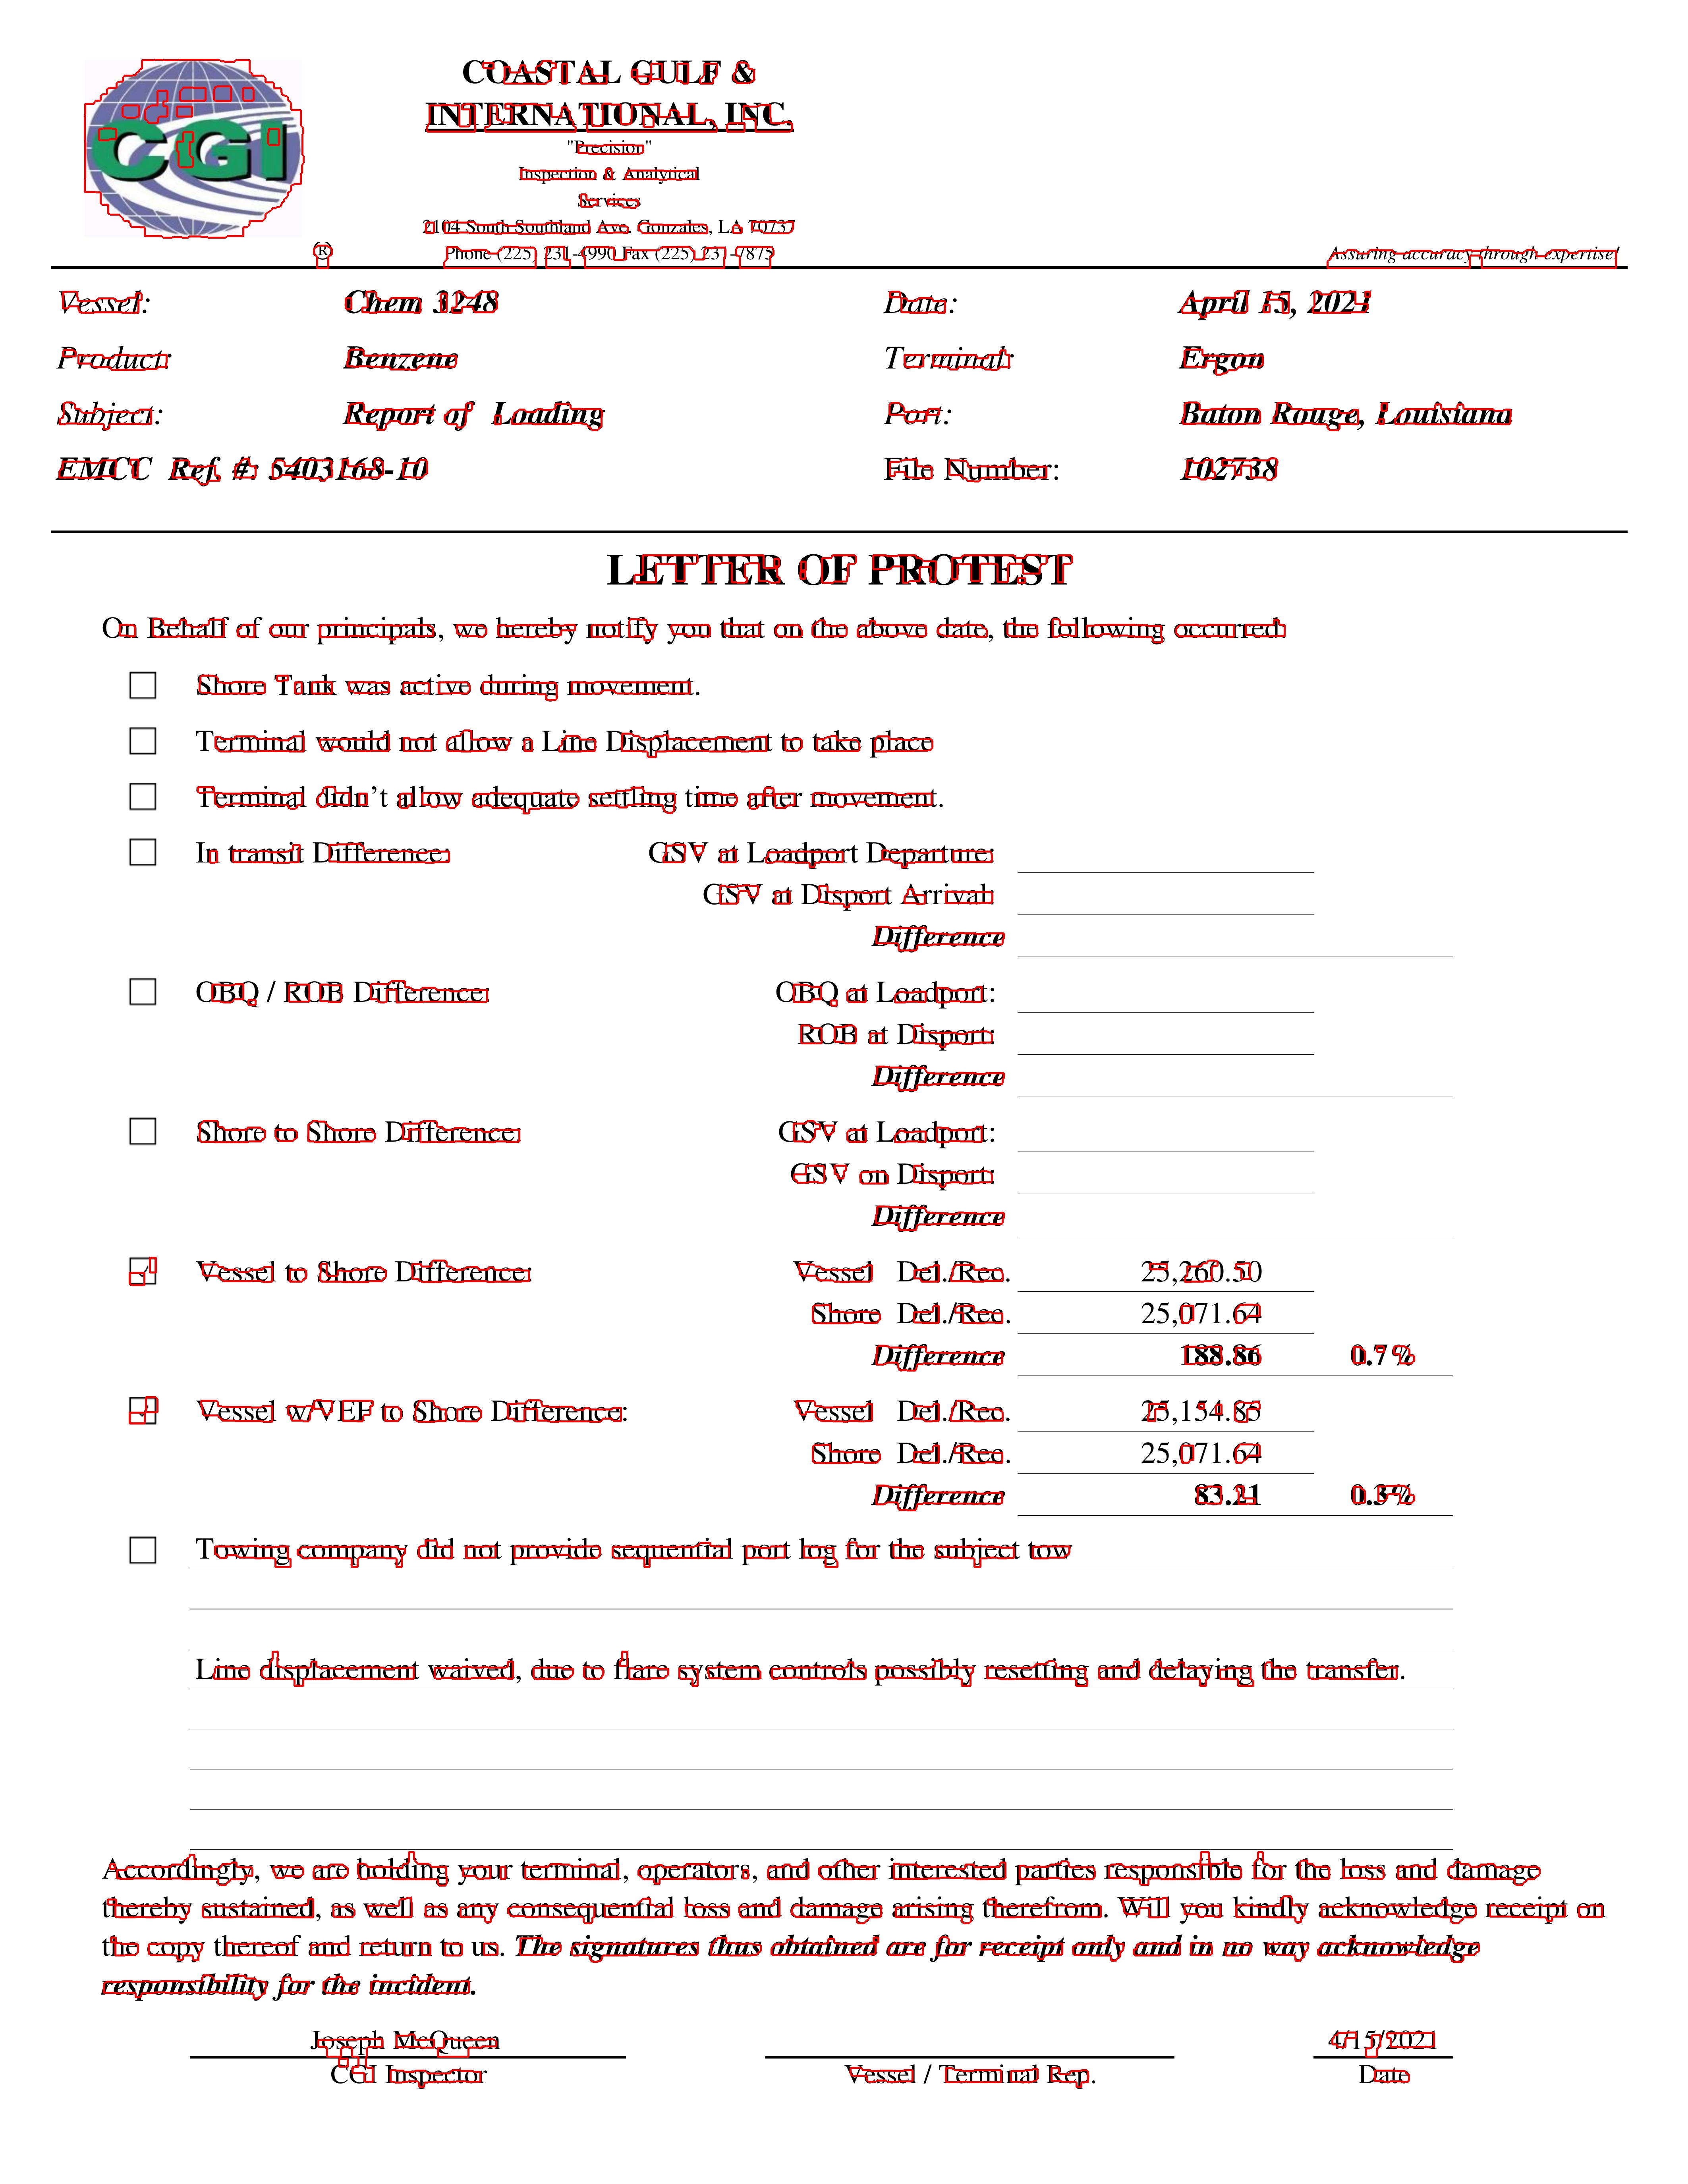 CGI
COASTAL GULF &
INTERNATIONAL, INC.
"Precision"
Inspection & Analytical
Services
2104 South Southland Ave. Gonzales, LA 70737
® Phone (225) 231-4990 Fax (225) 231-7875 Assuring accuracy through expertise!
Vessel: Chem 3248 Date: April 15, 2021
Product: Benzene Terminal: Ergon
Subject: Report of Loading Port: Baton Rouge, Louisiana
EMCC Ref. #: 5403168-10 File Number: 102738
LETTER OF PROTEST
On Behalf of our principals, we hereby notify you that on the above date, the following occurred:
Shore Tank was active during movement.
Terminal would not allow a Line Displacement to take place
Terminal didn’t allow adequate settling time after movement.
In transit Difference: GSV at Loadport Departure:
GSV at Disport Arrival:
Difference
OBQ / ROB Difference: OBQ at Loadport:
ROB at Disport:
Difference
Shore to Shore Difference: GSV at Loadport:
GSV on Disport:
Difference
Vessel to Shore Difference: Vessel Del./Rec. 25,260.50
Shore Del./Rec. 25,071.64
Difference 188.86 0.7%
Vessel w/VEF to Shore Difference: Vessel Del./Rec. 25,154.85
Shore Del./Rec. 25,071.64
Difference 83.21 0.3%
Towing company did not provide sequential port log for the subject tow
Line displacement waived, due to flare system controls possibly resetting and delaying the transfer.
Accordingly, we are holding your terminal, operators, and other interested parties responsible for the loss and damage
thereby sustained, as well as any consequential loss and damage arising therefrom. Will you kindly acknowledge receipt on
the copy thereof and return to us. The signatures thus obtained are for receipt only and in no way acknowledge
responsibility for the incident.
Joseph McQueen 4/15/2021
CGI Inspector Vessel / Terminal Rep. Date